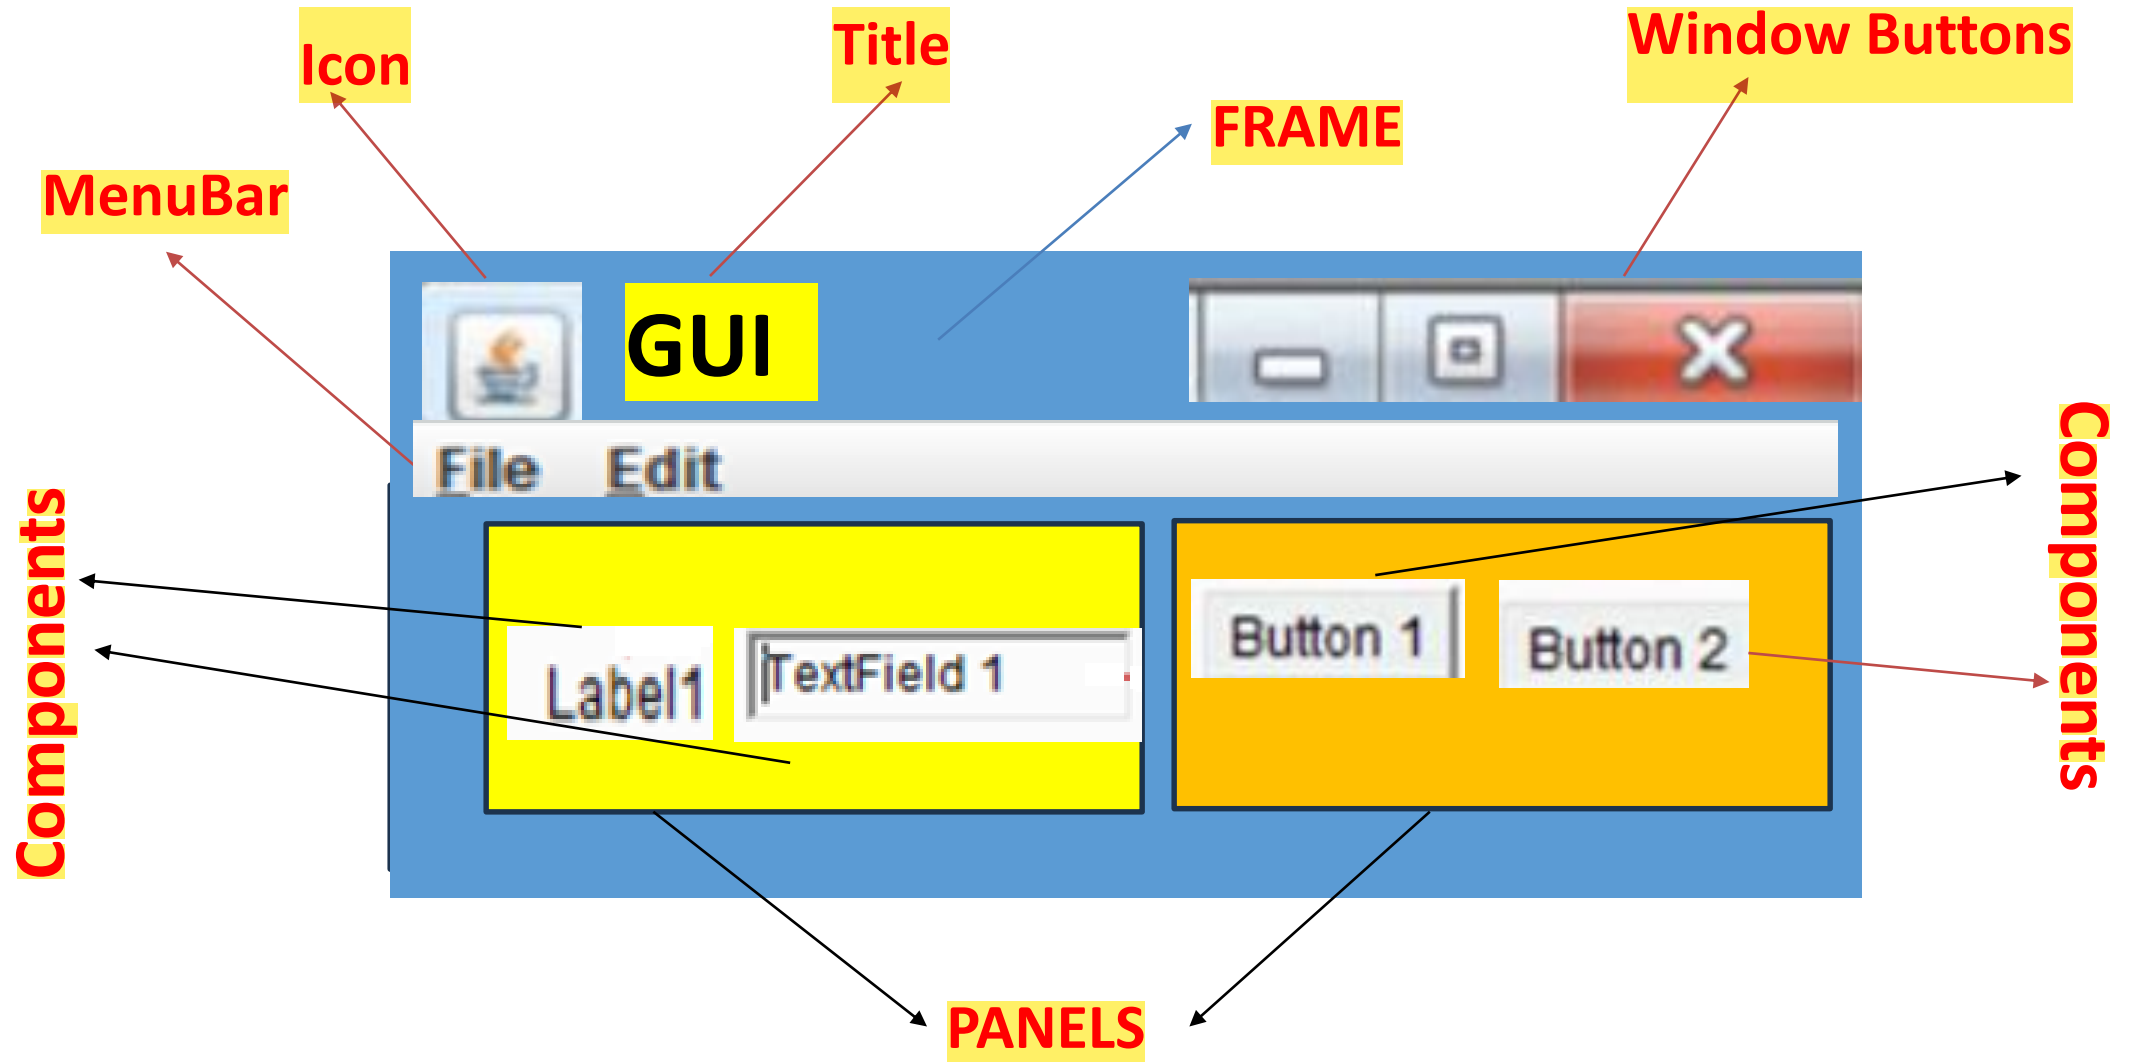 Icon
Title
Window Buttons
FRAME
MenuBar
GUI
File Edit
Components
Components
Label1
TextField 1
Button 1
Button 2
PANELS